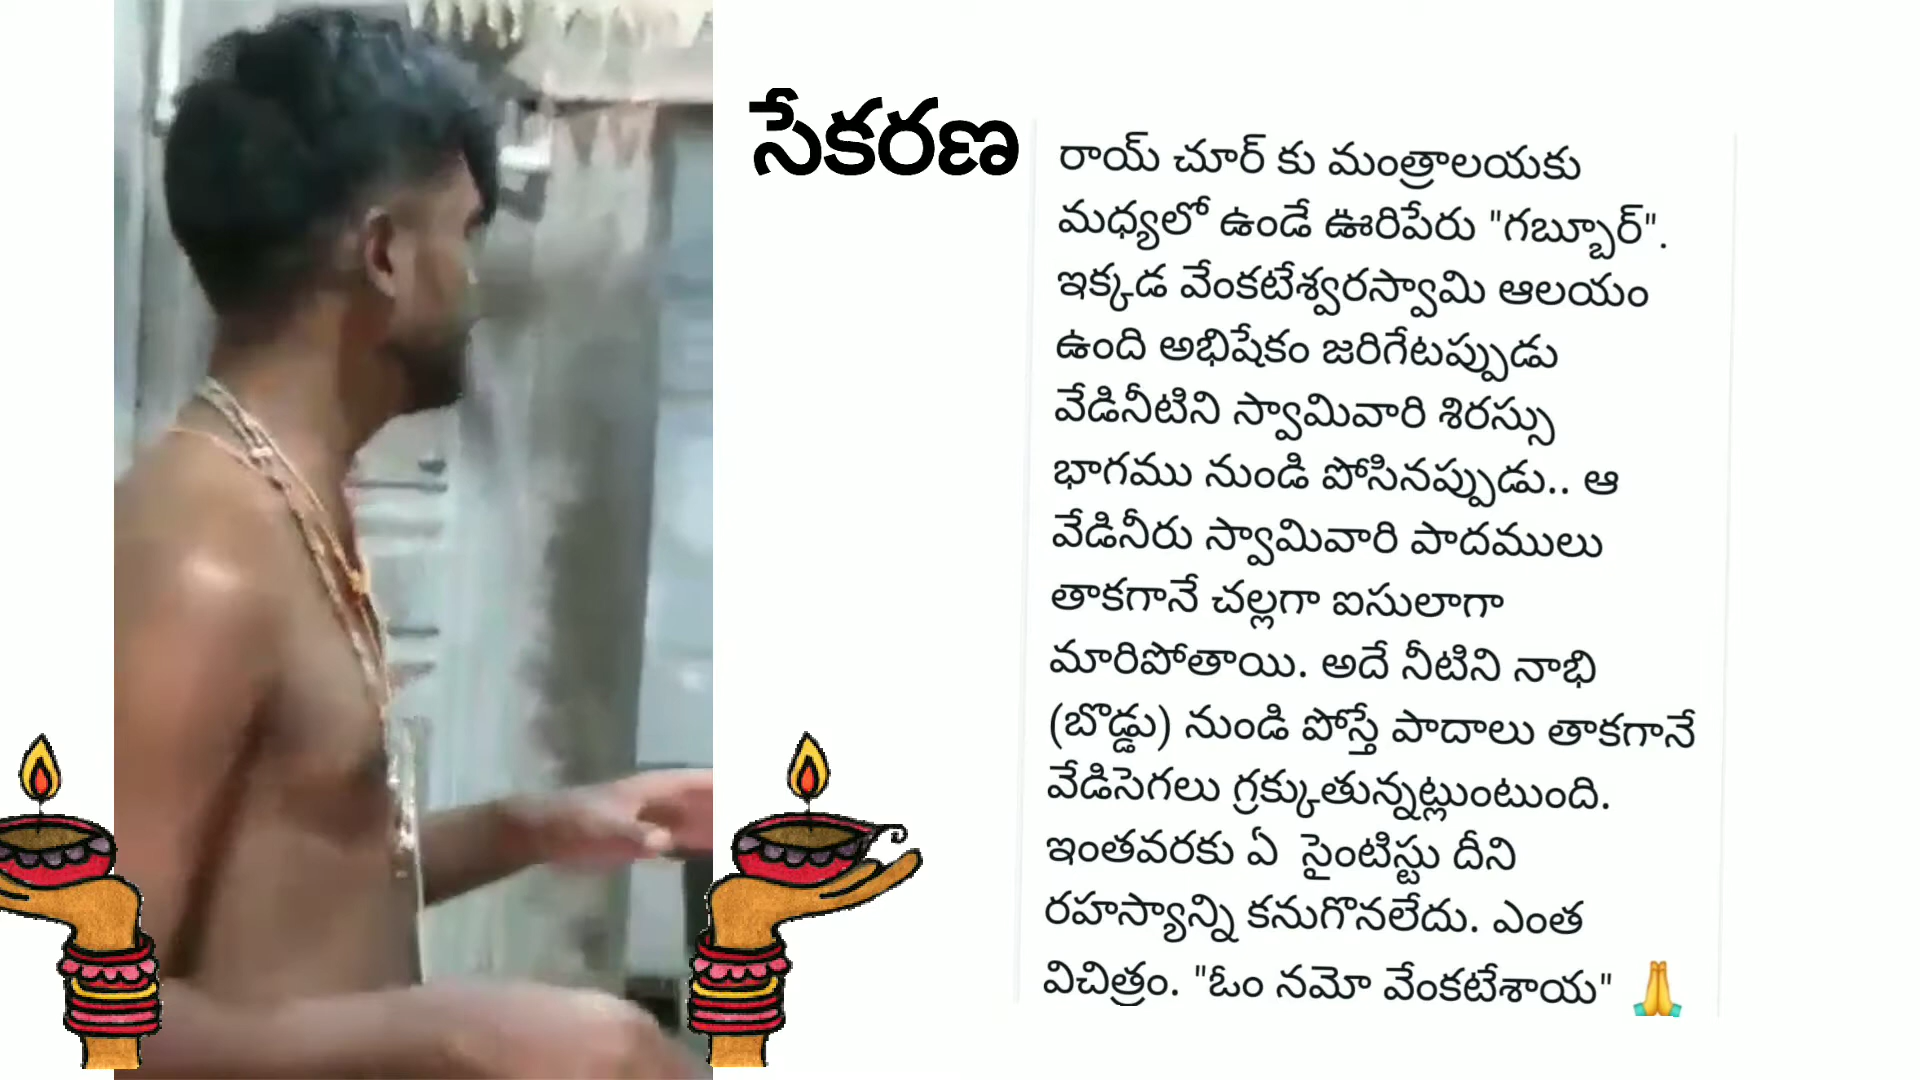 సేకరణ
రాయ్ చూర్ కు మంత్రాలయకు
మధ్యలో ఉండే ఊరిపేరు "గబ్బూర్".
ఇక్కడ వేంకటేశ్వరస్వామి ఆలయం
ఉంది అభిషేకం జరిగేటప్పుడు
వేడినీటిని స్వామివారి శిరస్సు
భాగము నుండి పోసినప్పుడు.. ఆ
వేడినీరు స్వామివారి పాదములు
తాకగానే చల్లగా ఐసులాగా
మారిపోతాయి. అదే నీటిని నాభి
(బొడ్డు) నుండి పోస్తే పాదాలు తాకగానే
వేడిసెగలు గ్రక్కుతున్నట్లుంటుంది.
ఇంతవరకు ఏ సైంటిస్టు దీని
రహస్యాన్ని కనుగొనలేదు. ఎంత
విచిత్రం. "ఓం నమో వేంకటేశాయ" 🙏